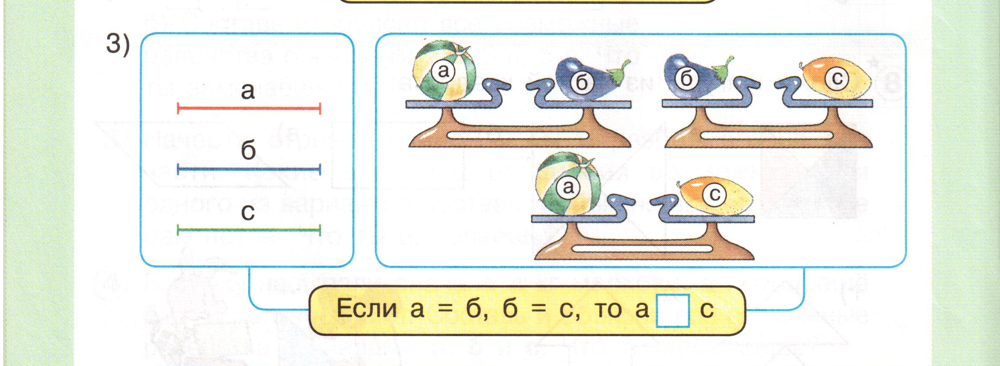 3)
а
б
с
а
б
б
с
а
с
Если а = б, б = с, то а □ с